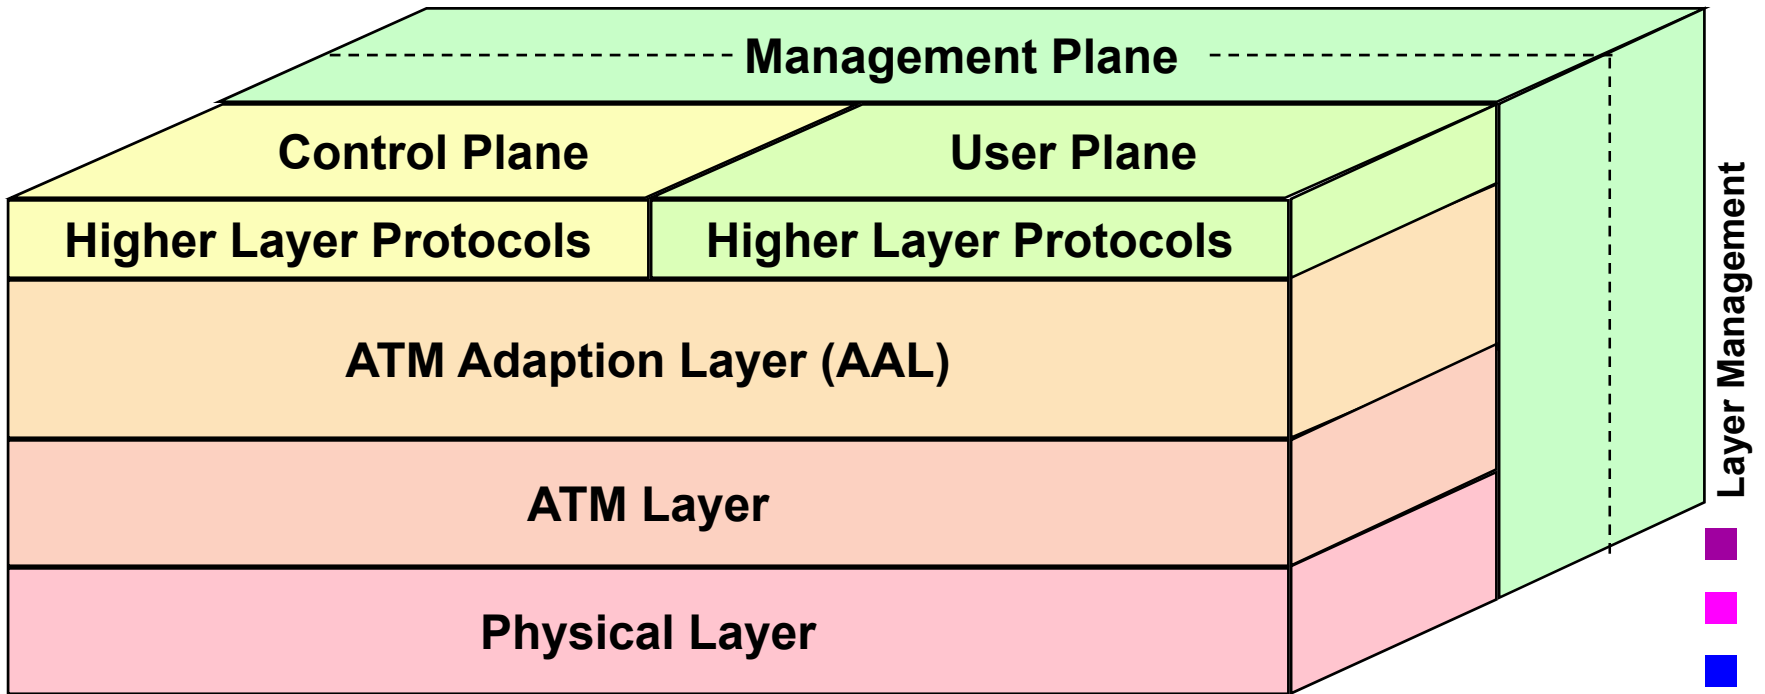 Management Plane
Control Plane
User Plane
Higher Layer Protocols
Higher Layer Protocols
ATM Adaption Layer (AAL)
ATM Layer
Physical Layer
Layer Management